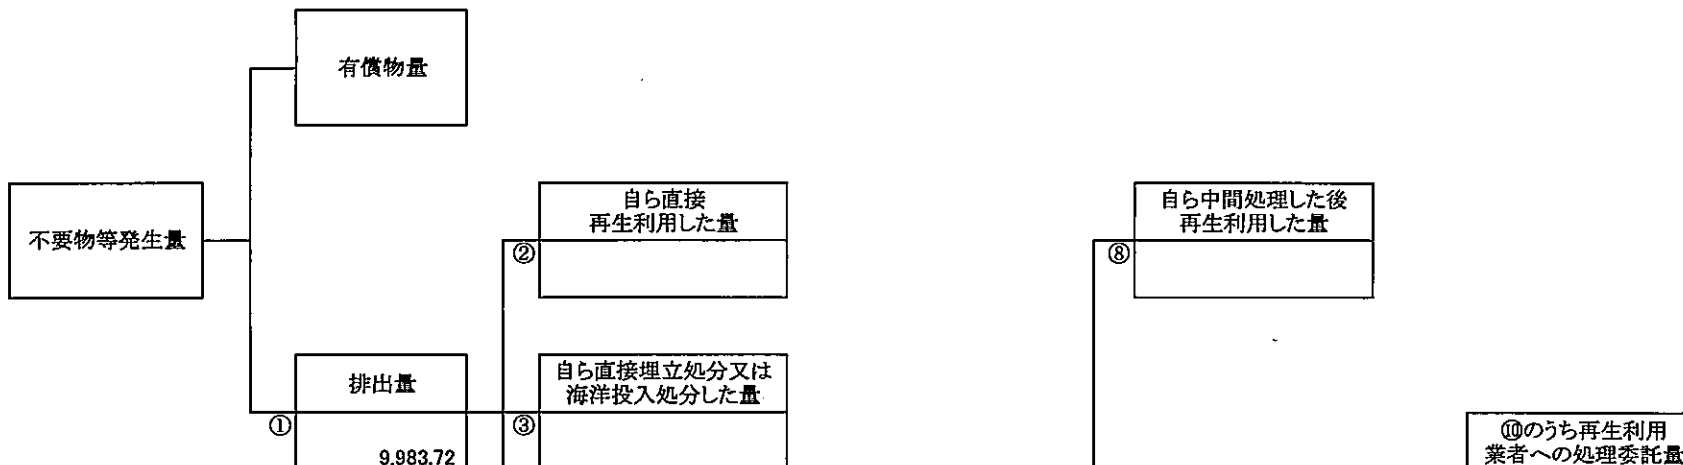 有償物量
不要物等発生量
自ら直接
再生利用した量
②
自ら中間処理した後
再生利用した量
⑧
排出量
①
9,983.72
自ら直接埋立処分又は
海洋投入処分した量
③
⑩のうち再生利用
業者への処理委託量